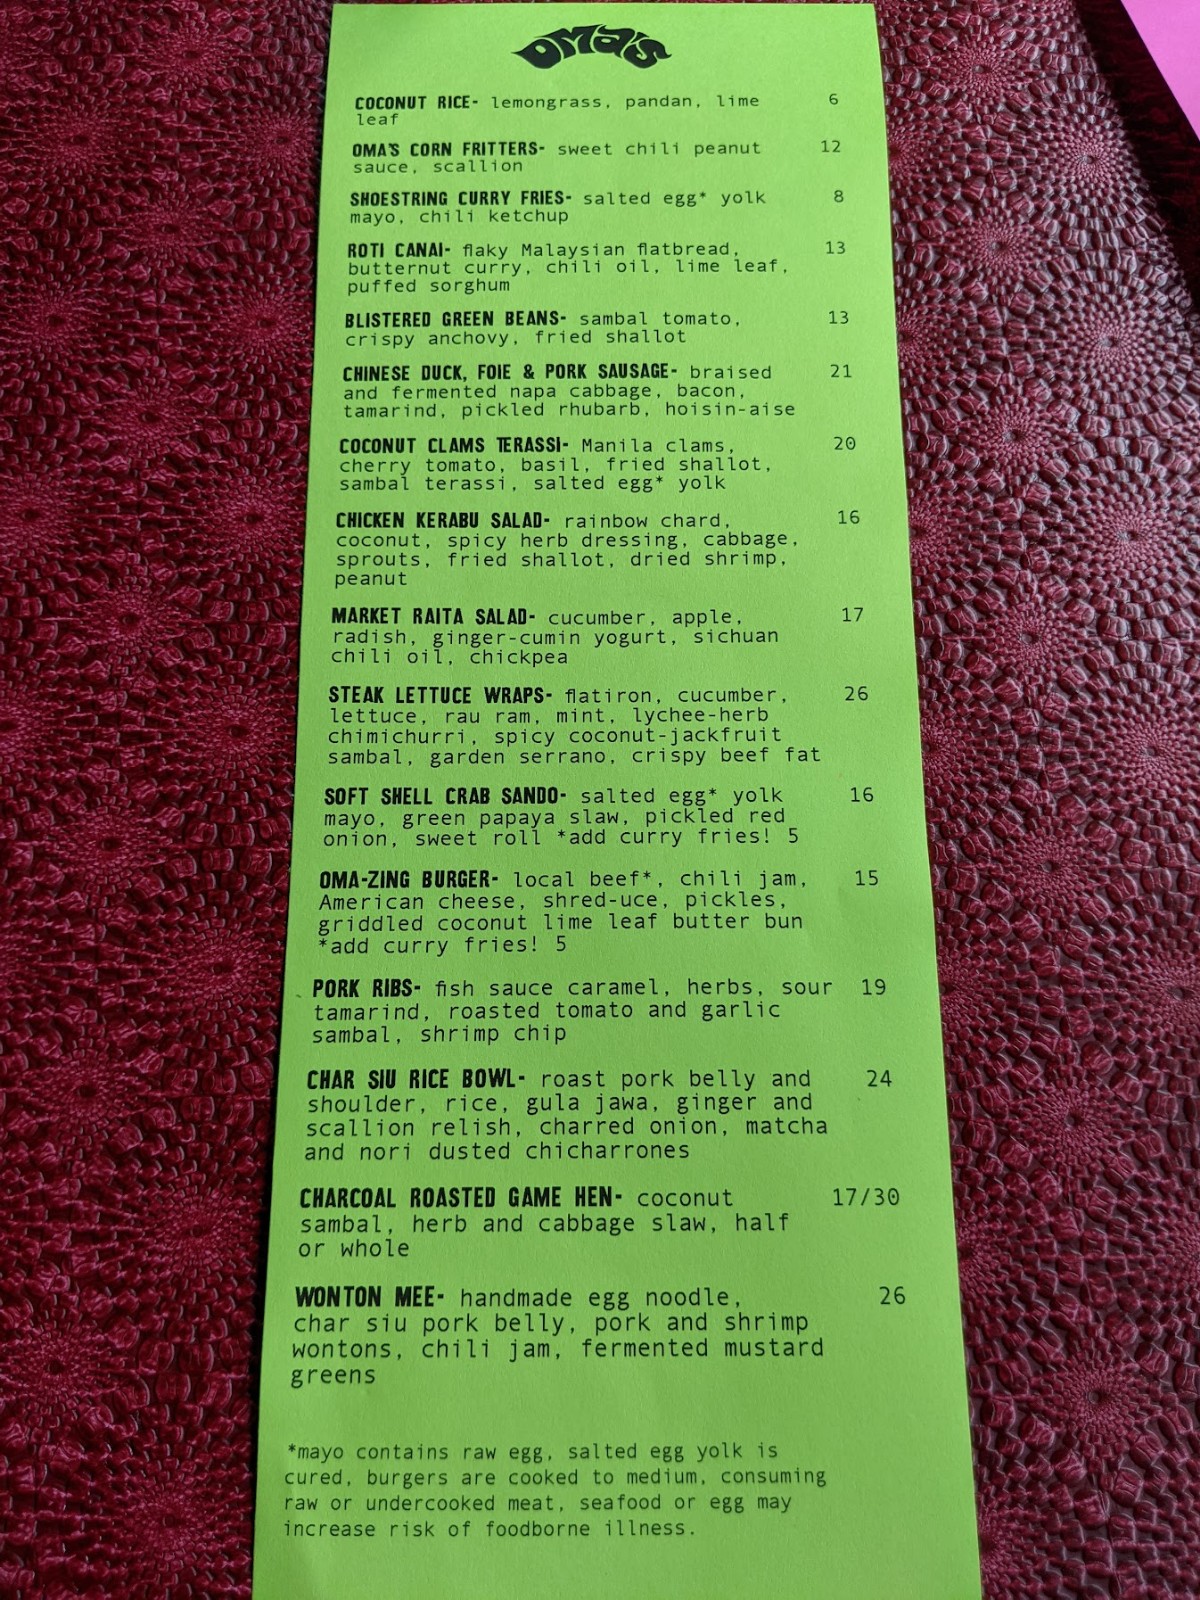 OMA'S
COCONUT RICE- lemongrass, pandan, lime 6
leaf
OMA'S CORN FRITTERS- sweet chili peanut 12
sauce, scallion
SHOESTRING CURRY FRIES- salted egg* yolk 8
mayo, chili ketchup
ROTI CANAI- flaky Malaysian flatbread, 13
butternut curry, chili oil, lime leaf,
puffed sorghum
BLISTERED GREEN BEANS- sambal tomato, 13
crispy anchovy, fried shallot
CHINESE DUCK, FOIE & PORK SAUSAGE- braised 21
and fermented napa cabbage, bacon,
tamarind, pickled rhubarb, hoisin-aise
COCONUT CLAMS TERASSI- Manila clams, 20
cherry tomato, basil, fried shallot,
sambal terassi, salted egg* yolk
CHICKEN KERABU SALAD- rainbow chard, 16
coconut, spicy herb dressing, cabbage,
sprouts, fried shallot, dried shrimp,
peanut
MARKET RAITA SALAD- cucumber, apple, 17
radish, ginger-cumin yogurt, sichuan
chili oil, chickpea
STEAK LETTUCE WRAPS- flatiron, cucumber, 26
lettuce, rau ram, mint, lychee-herb
chimichurri, spicy coconut-jackfruit
sambal, garden serrano, crispy beef fat
SOFT SHELL CRAB SANDO- salted egg* yolk 16
mayo, green papaya slaw, pickled red
onion, sweet roll *add curry fries! 5
OMA-ZING BURGER- local beef*, chili jam, 15
American cheese, shred-uce, pickles,
griddled coconut lime leaf butter bun
*add curry fries! 5
PORK RIBS- fish sauce caramel, herbs, sour 19
tamarind, roasted tomato and garlic
sambal, shrimp chip
CHAR SIU RICE BOWL- roast pork belly and 24
shoulder, rice, gula jawa, ginger and
scallion relish, charred onion, matcha
and nori dusted chicharrones
CHARCOAL ROASTED GAME HEN- coconut 17/30
sambal, herb and cabbage slaw, half
or whole
WONTON MEE- handmade egg noodle, 26
char siu pork belly, pork and shrimp
wontons, chili jam, fermented mustard
greens
*mayo contains raw egg, salted egg yolk is
cured, burgers are cooked to medium, consuming
raw or undercooked meat, seafood or egg may
increase risk of foodborne illness.